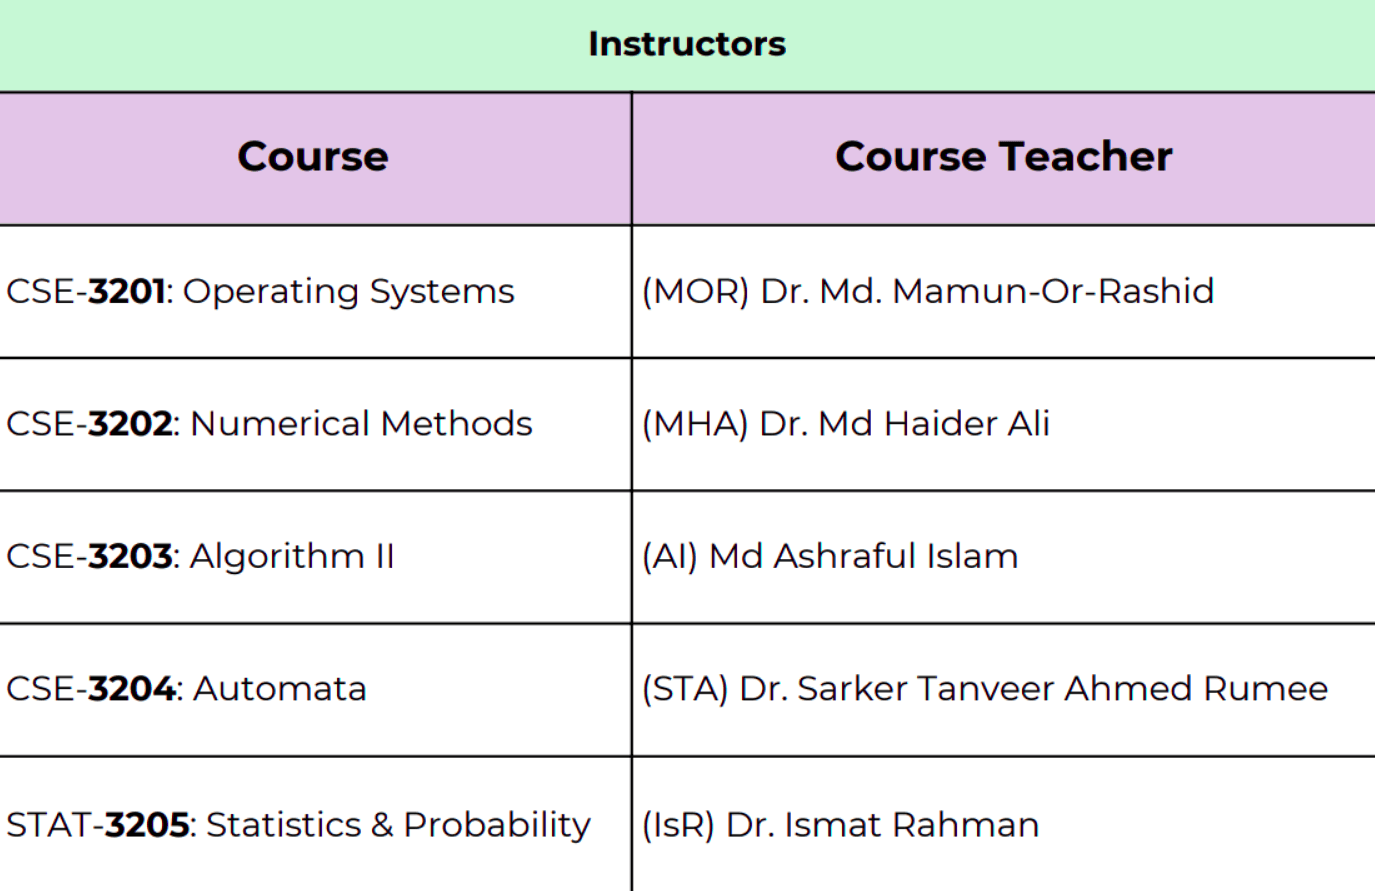 Instructors
Course Course Teacher
CSE-3201: Operating Systems (MOR) Dr. Md. Mamun-Or-Rashid
CSE-3202: Numerical Methods (MHA) Dr. Md Haider Ali
CSE-3203: Algorithm II (AI) Md Ashraful Islam
CSE-3204: Automata (STA) Dr. Sarker Tanveer Ahmed Rumee
STAT-3205: Statistics & Probability (IsR) Dr. Ismat Rahman